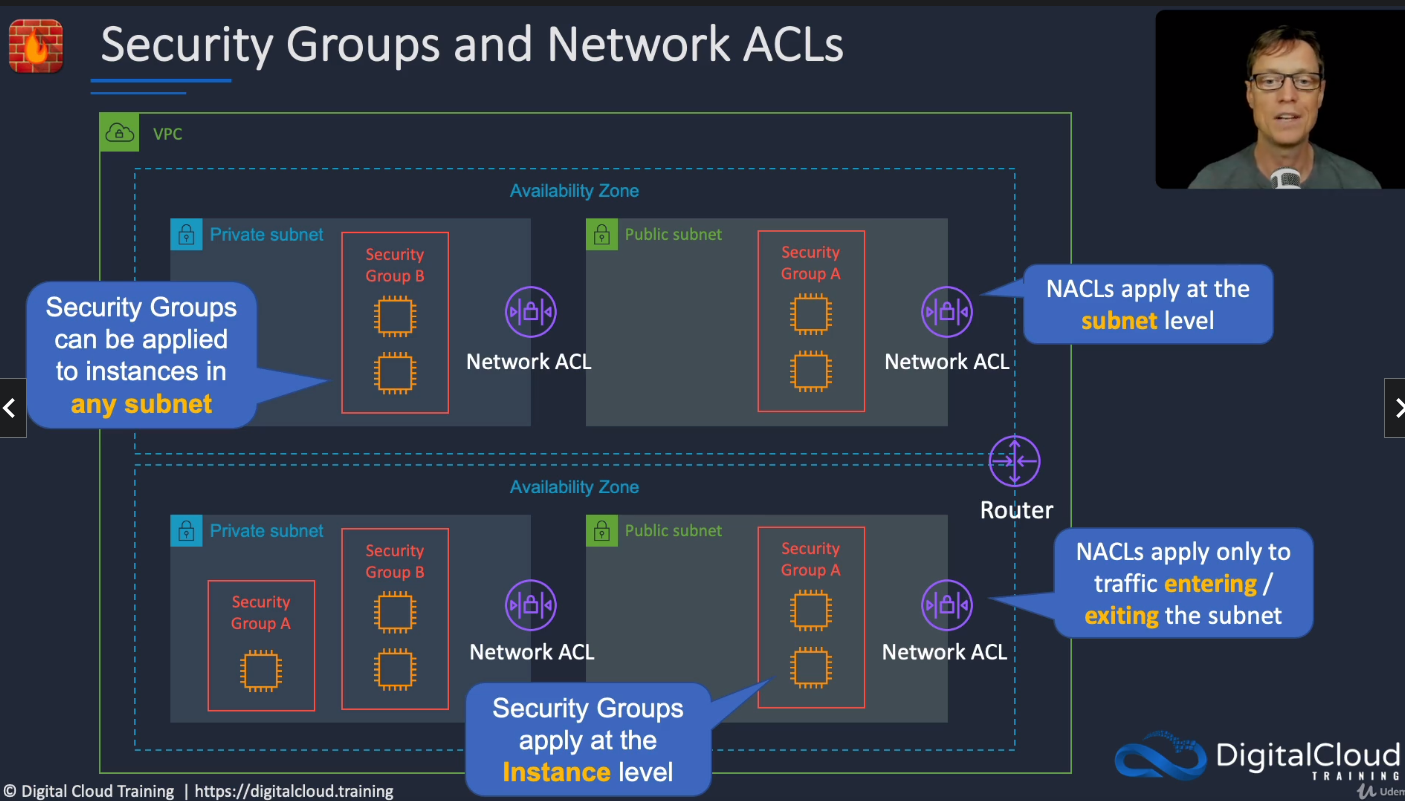 Security Groups and Network ACLs
VPC
Availability Zone
Private subnet
Security
Group B
Network ACL
Public subnet
Security
Group A
Network ACL
Security Groups
can be applied
to instances in
any subnet
NACLs apply at the
subnet level
Router
Availability Zone
Private subnet
Security
Group A
Security
Group B
Network ACL
Public subnet
Security
Group A
Network ACL
NACLs apply only to
traffic entering /
exiting the subnet
Security Groups
apply at the
Instance level
DigitalCloud
TRAINING
© Digital Cloud Training | https://digitalcloud.training